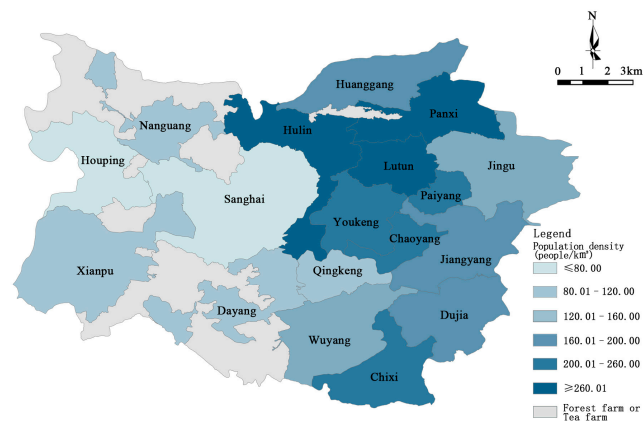 N
0 1 2 3km
Huanggang
Panxi
Nanguang
Hulin
Houping
Lutun
Jingu
Sanghai
Paiyang
Youkeng
Chaoyang
Jiangyang
Xianpu
Qingkeng
Dayang
Dujia
Wuyang
Chixi
Legend
Population density
(people/km²)
≤80.00
80.01-120.00
120.01-160.00
160.01-200.00
200.01-260.00
≥260.01
Forest farm or
Tea farm